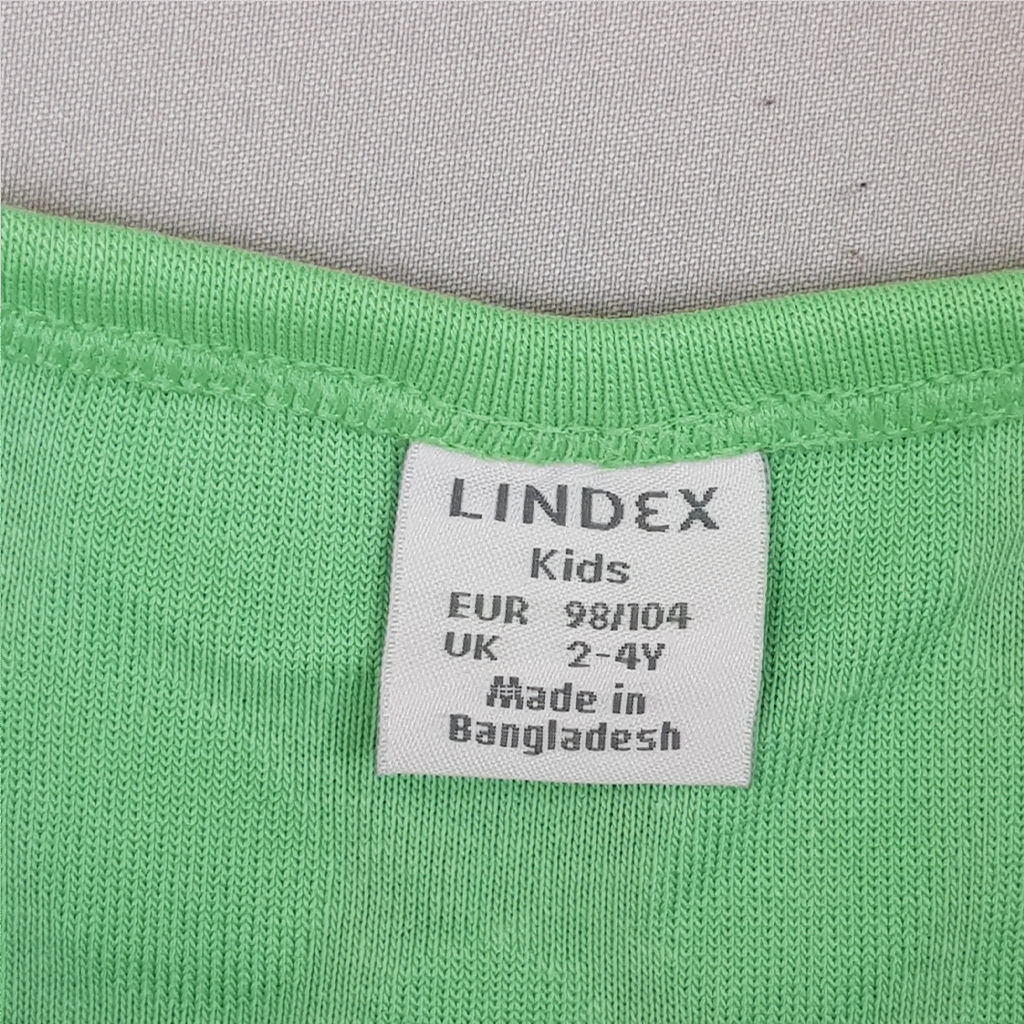 LINDEX
Kids
EUR 98/104
UK 2-4Y
Made in
Bangladesh